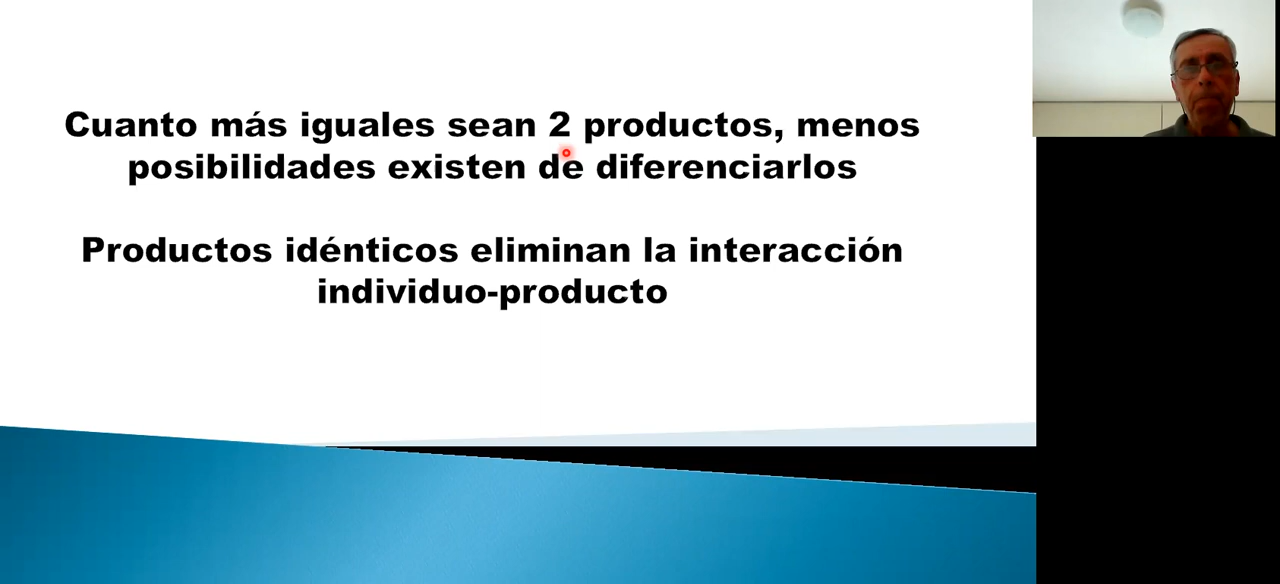 Cuanto más iguales sean 2 productos, menos
posibilidades existen de diferenciarlos
Productos idénticos eliminan la interacción
individuo-producto